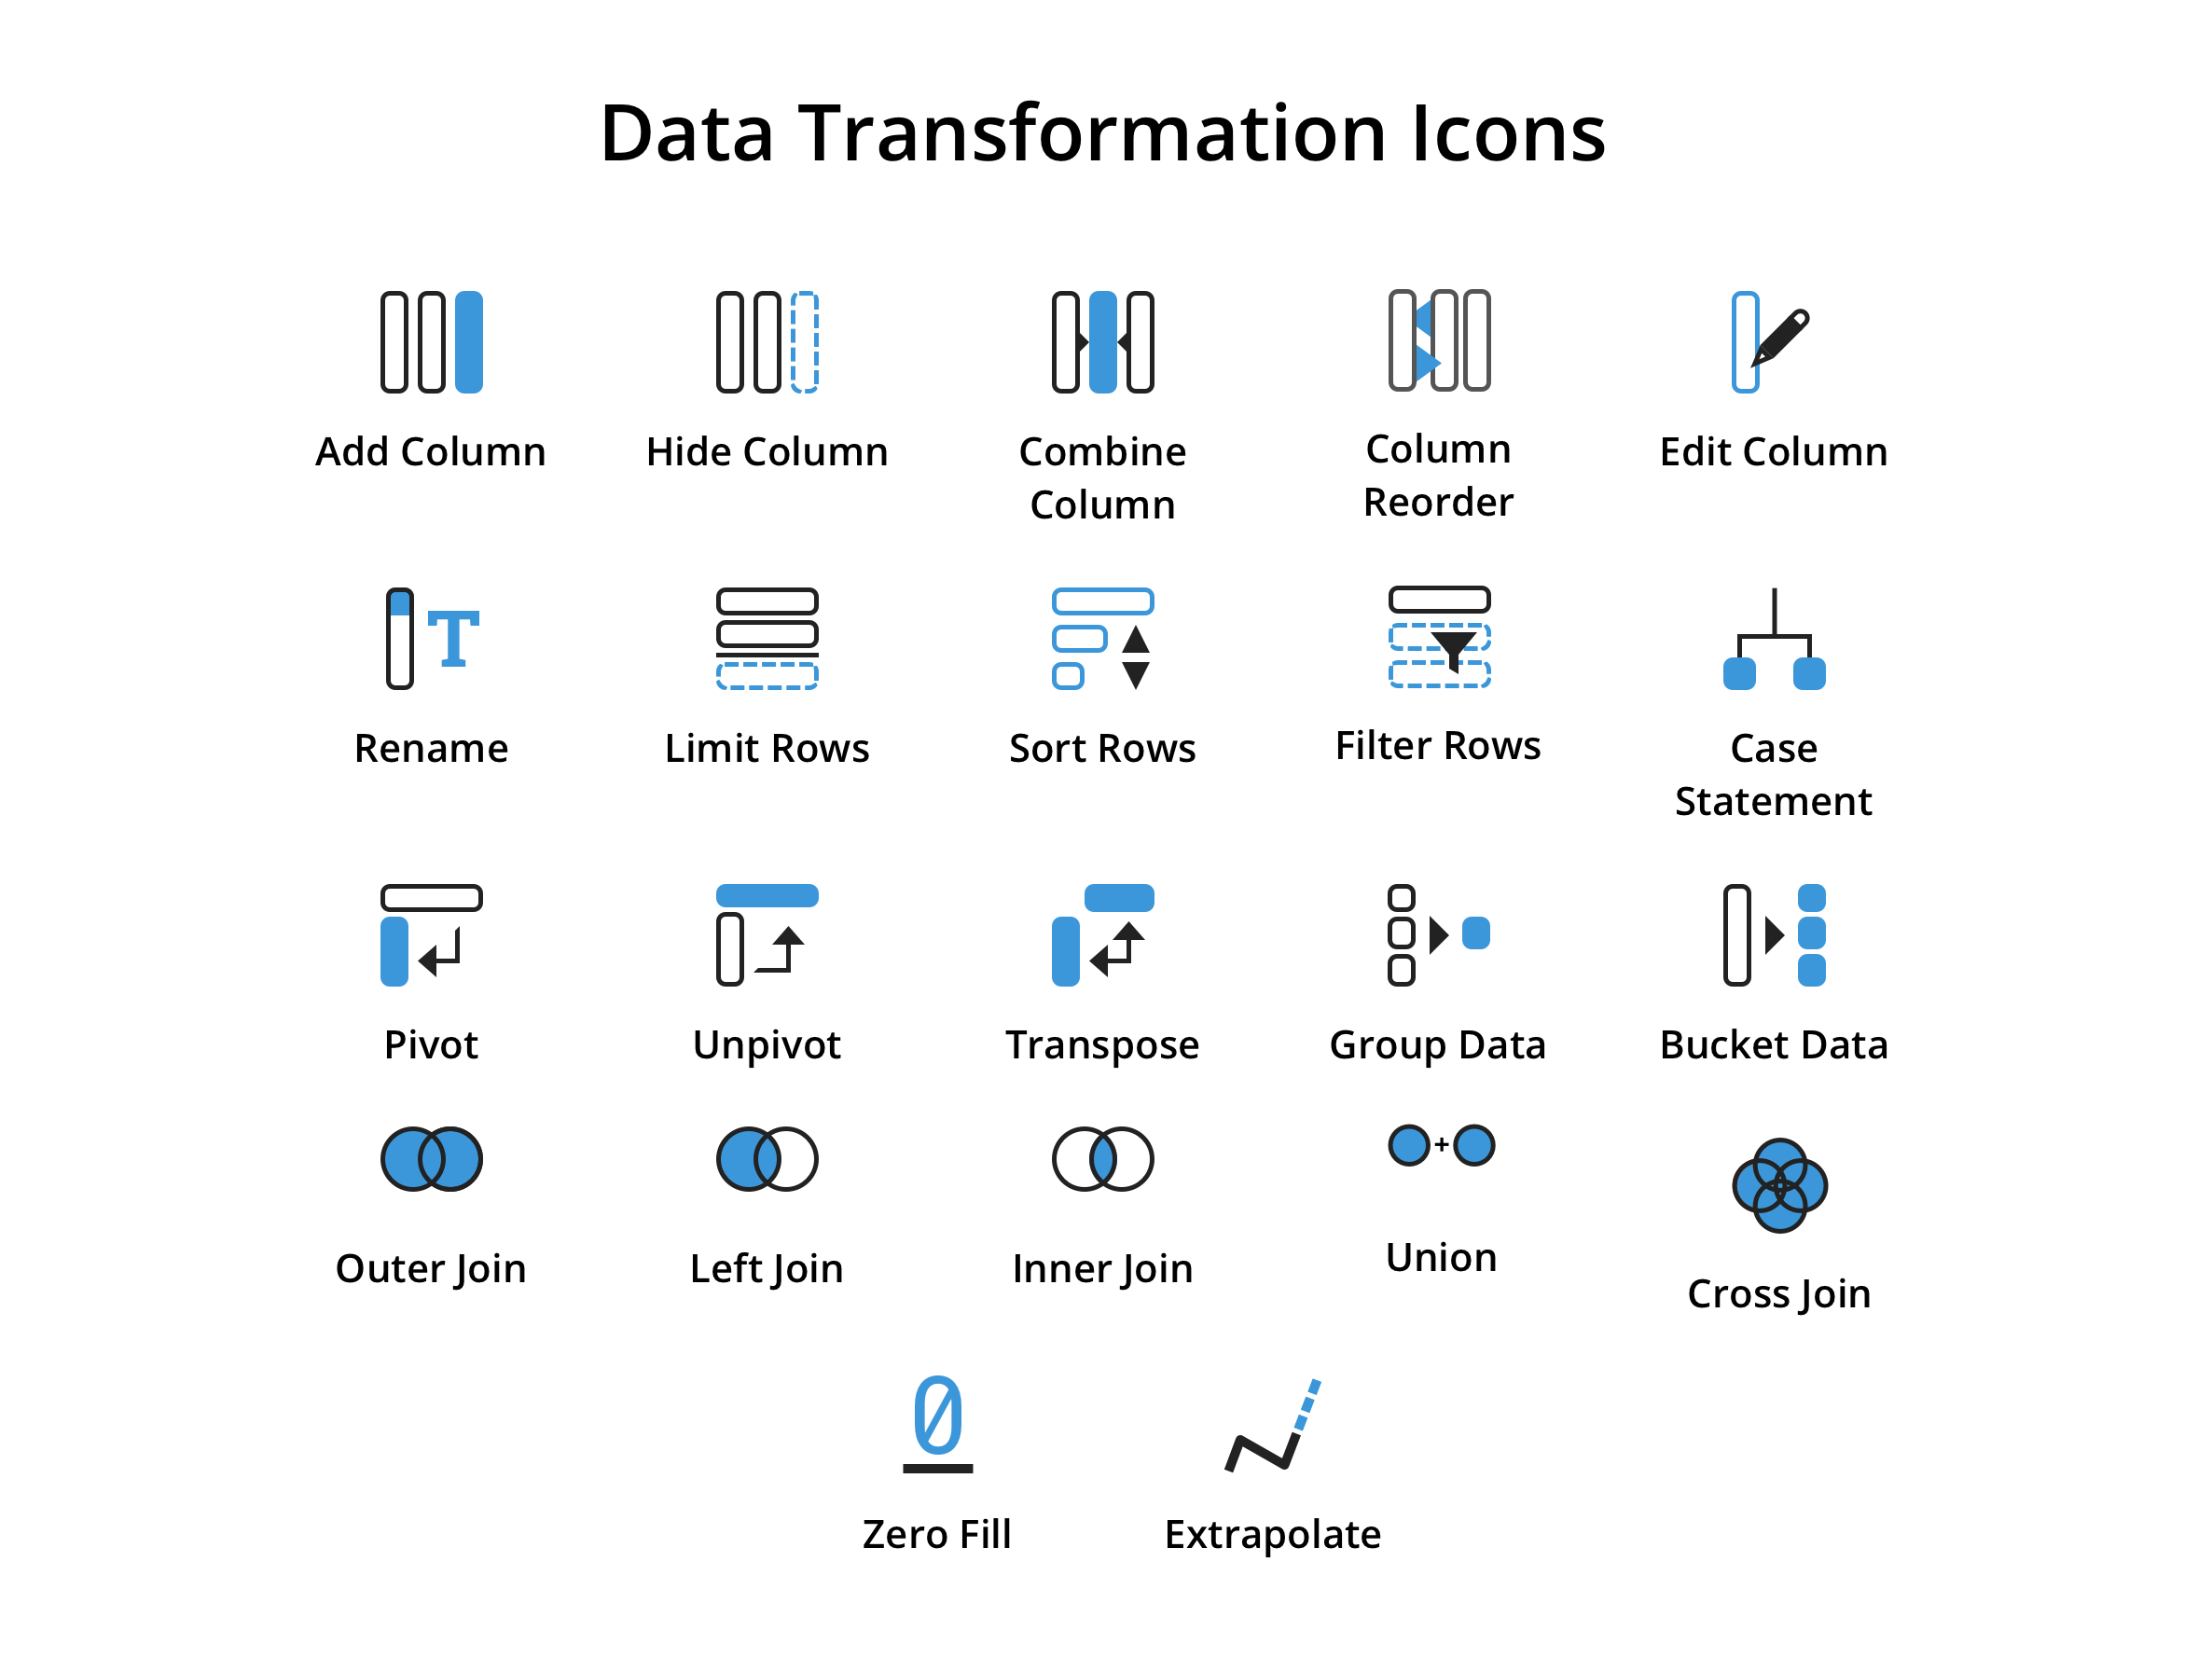 Data Transformation Icons
Add Column
Hide Column
Combine
Column
Column
Reorder
Edit Column
T
Rename
Limit Rows
Sort Rows
Filter Rows
Case
Statement
Pivot
Unpivot
Transpose
Group Data
Bucket Data
Outer Join
Left Join
Inner Join
+
Union
Cross Join
0
Zero Fill
Extrapolate